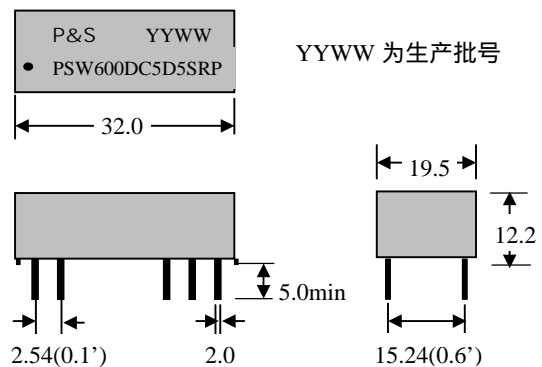 P&S YYWW
PSW600DC5D5SRP
YYWW 为生产批号
32.0
19.5
12.2
5.0min
2.54(0.1’)
2.0
15.24(0.6’)